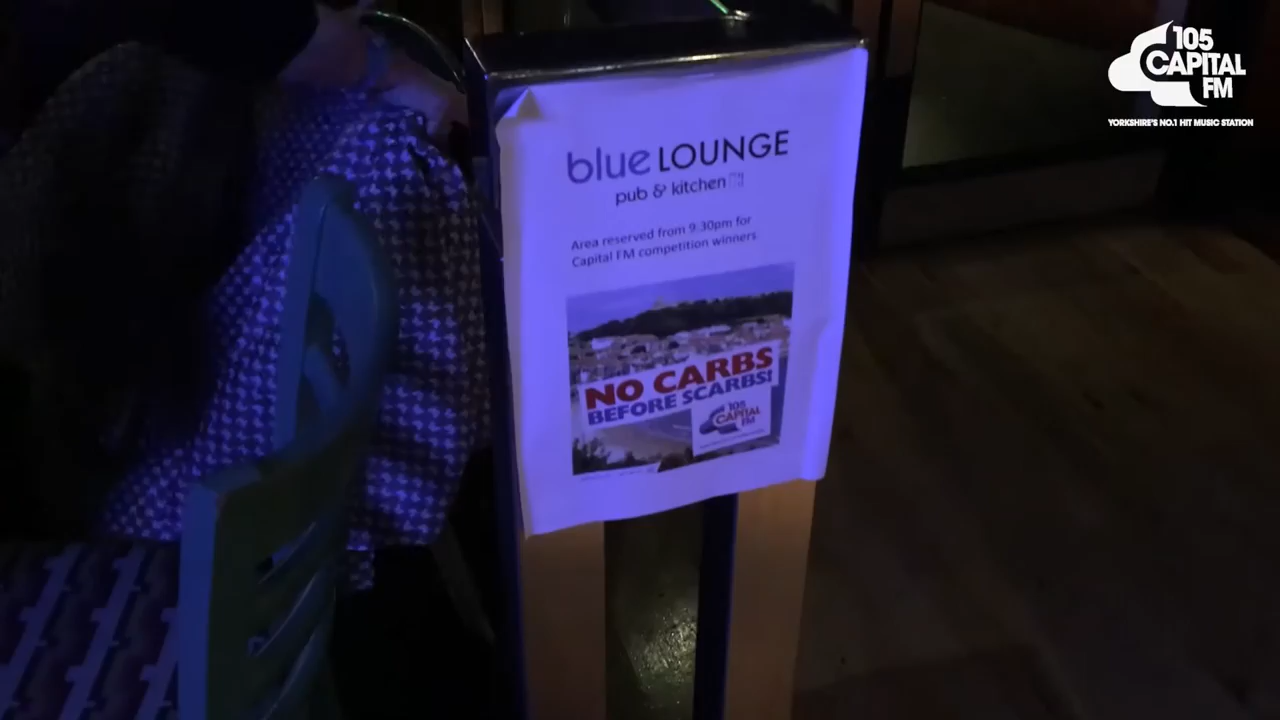 105
CAPITAL
FM
YORKSHIRE'S NO.1 HIT MUSIC STATION
blue LOUNGE
pub & kitchen
Area reserved from 9.30pm for
Capital FM competition winners
NO CARBS
BEFORE SCARBS!
105
CAPITAL
FM